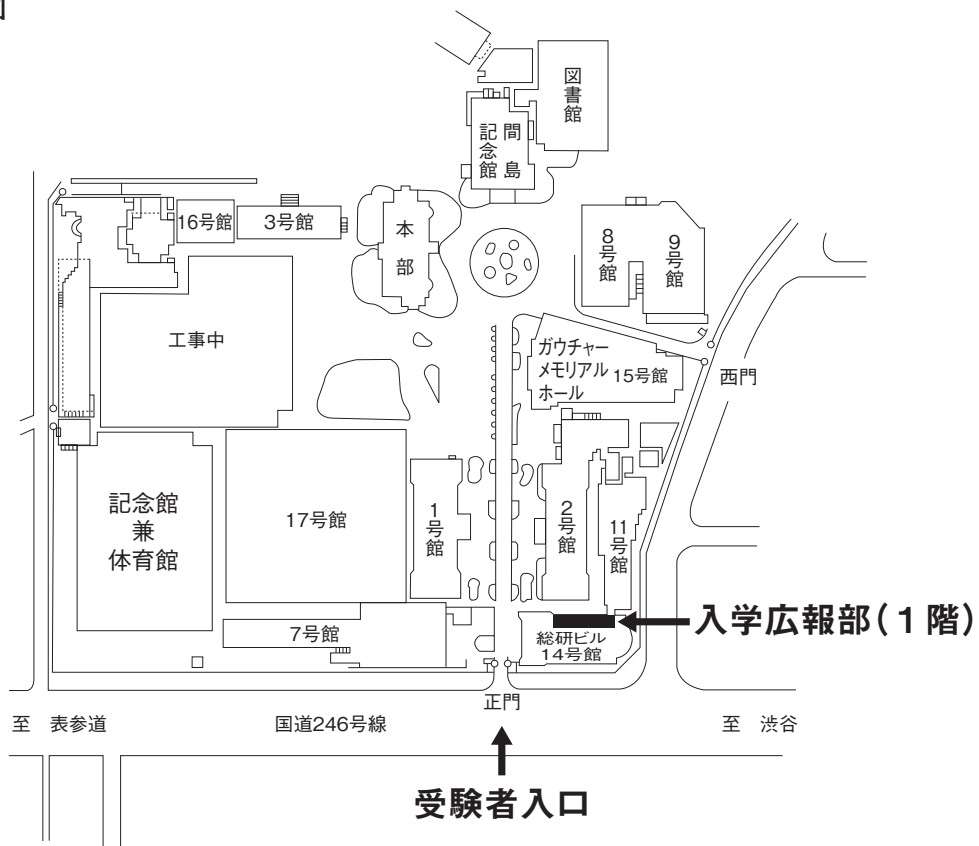 図書館
間島
記念館
16号館
3号館
本部
8号館
9号館
工事中
ガウチャー
メモリアル
ホール
15号館
西門
記念館
兼
体育館
17号館
1号館
2号館
11号館
入学広報部（1階）
7号館
総研ビル
14号館
正門
至 表参道
国道246号線
至 渋谷
受験者入口